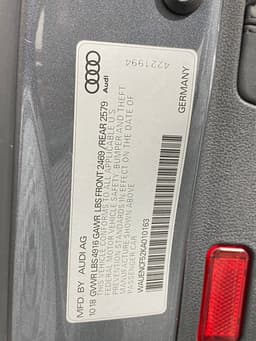 MFD. BY AUDI AG
10 18 GVWR LBS 4916 GAWR LBS FRONT 2469 / REAR 2579
THIS VEHICLE CONFORMS TO ALL APPLICABLE U.S.
FEDERAL MOTOR VEHICLE SAFETY, BUMPER AND THEFT
PREVENTION STANDARDS IN EFFECT ON THE DATE OF
MANUFACTURE SHOWN ABOVE.
PASSENGER CAR
Audi
4221994
GERMANY